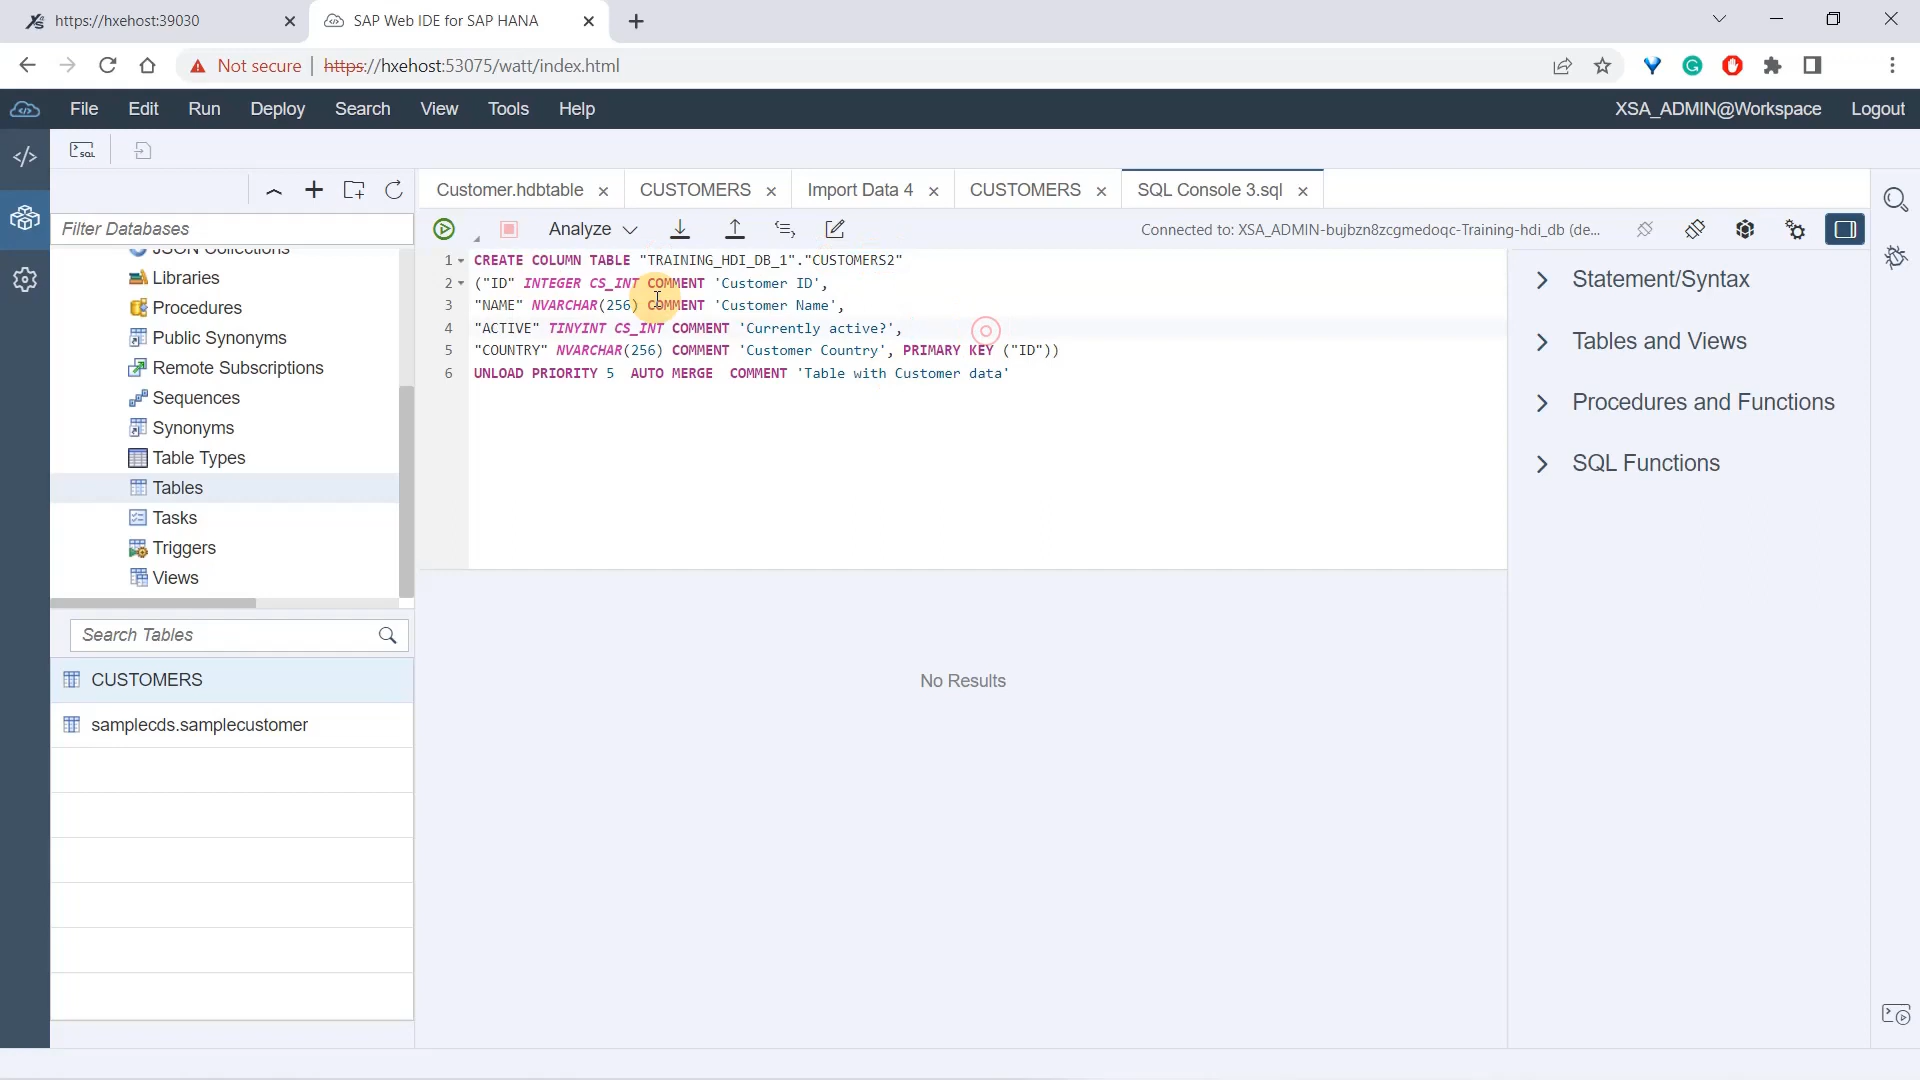 https://hxehost:39030
SAP Web IDE for SAP HANA
Not secure | https://hxehost:53075/watt/index.html
File Edit Run Deploy Search View Tools Help
XSA_ADMIN@Workspace Logout
Customer.hdbtable
CUSTOMERS
Import Data 4
CUSTOMERS
SQL Console 3.sql
Filter Databases
Analyze
Connected to: XSA_ADMIN-bujbzn8zcgmedoqc-Training-hdi_db (de...
JSON Collections
Libraries
Procedures
Public Synonyms
Remote Subscriptions
Sequences
Synonyms
Table Types
Tables
Tasks
Triggers
Views
1 CREATE COLUMN TABLE "TRAINING_HDI_DB_1"."CUSTOMERS2"
2 ("ID" INTEGER CS_INT COMMENT 'Customer ID',
3 "NAME" NVARCHAR(256) COMMENT 'Customer Name',
4 "ACTIVE" TINYINT CS_INT COMMENT 'Currently active?',
5 "COUNTRY" NVARCHAR(256) COMMENT 'Customer Country', PRIMARY KEY ("ID"))
6 UNLOAD PRIORITY 5  AUTO MERGE  COMMENT 'Table with Customer data'
Statement/Syntax
Tables and Views
Procedures and Functions
SQL Functions
Search Tables
CUSTOMERS
samplecds.samplecustomer
No Results